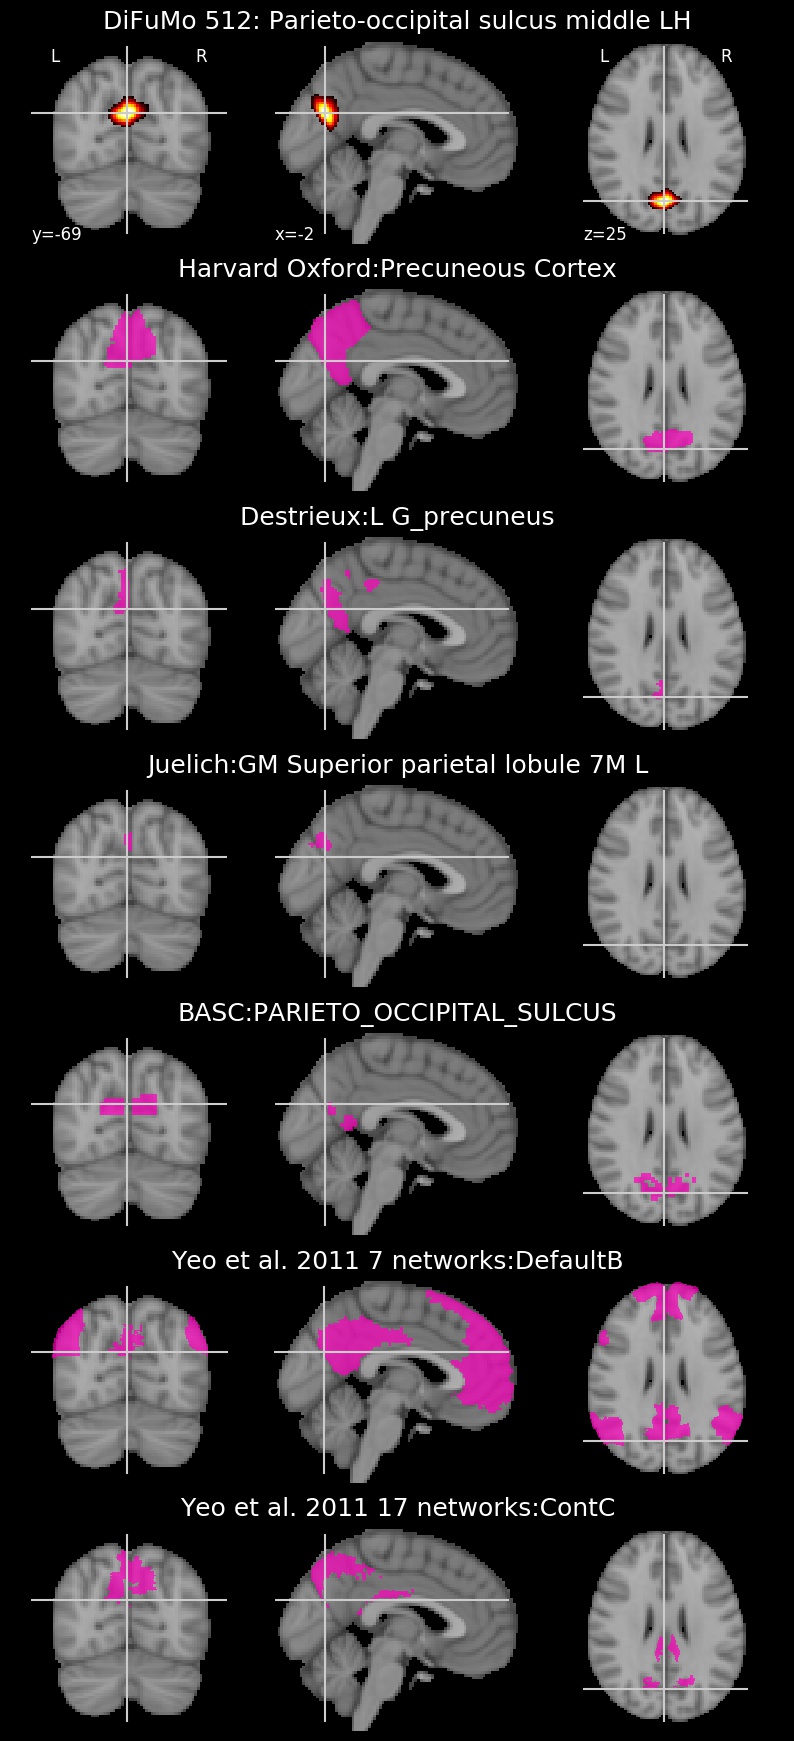 DiFuMo 512: Parieto-occipital sulcus middle LH
L R L R
y=-69 x=-2 z=25
Harvard Oxford:Precuneous Cortex
Destrieux:L G_precuneus
Juelich:GM Superior parietal lobule 7M L
BASC:PARIETO_OCCIPITAL_SULCUS
Yeo et al. 2011 7 networks:DefaultB
Yeo et al. 2011 17 networks:ContC